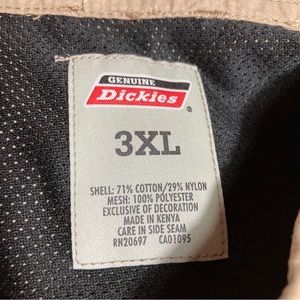 GENUINE
Dickies
®
3XL
SHELL: 71% COTTON/29% NYLON
MESH: 100% POLYESTER
EXCLUSIVE OF DECORATION
MADE IN KENYA
CARE IN SIDE SEAM
RN20697 CA01095